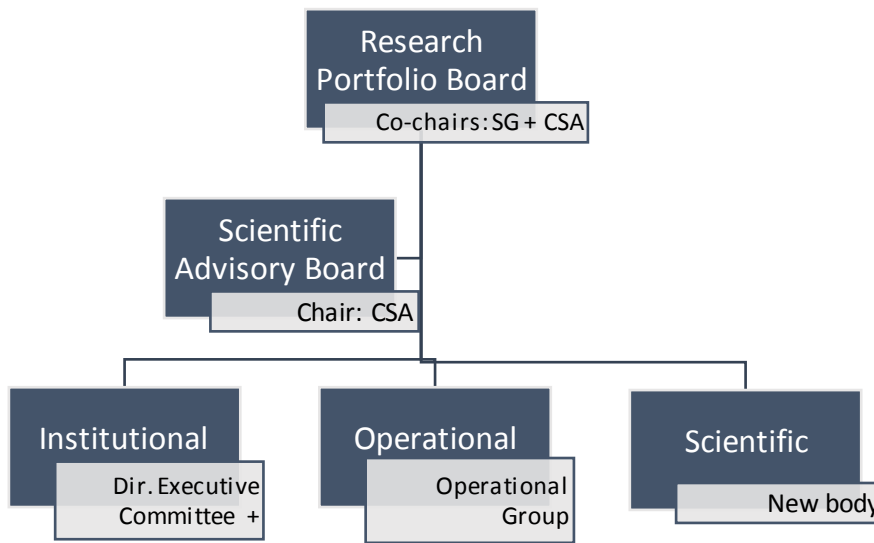 Research
Portfolio Board
Co-chairs: SG + CSA
Scientific
Advisory Board
Chair: CSA
Institutional
Dir. Executive
Committee +
Operational
Operational
Group
Scientific
New body